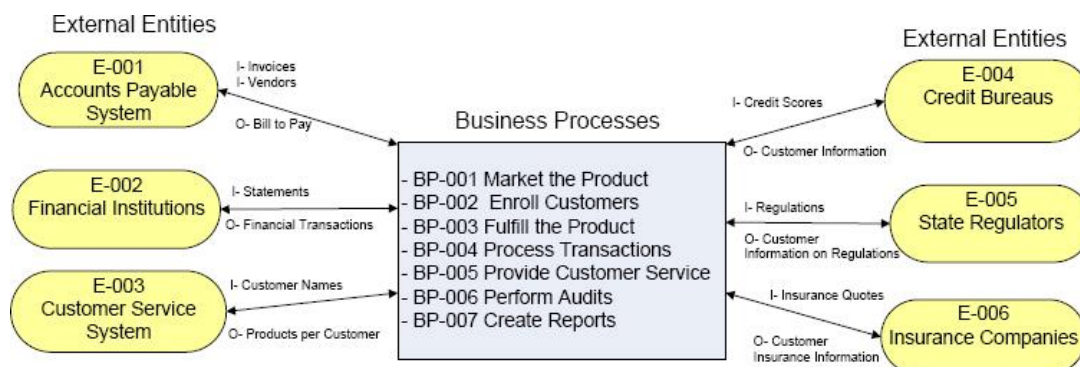 External Entities
E-001
Accounts Payable
System
I- Invoices
I- Vendors
O- Bill to Pay
E-002
Financial Institutions
I- Statements
O- Financial Transactions
E-003
Customer Service
System
I- Customer Names
O- Products per Customer
Business Processes
- BP-001 Market the Product
- BP-002 Enroll Customers
- BP-003 Fulfill the Product
- BP-004 Process Transactions
- BP-005 Provide Customer Service
- BP-006 Perform Audits
- BP-007 Create Reports
External Entities
E-004
Credit Bureaus
I- Credit Scores
O- Customer Information
E-005
State Regulators
I- Regulations
O- Customer
Information on Regulations
E-006
Insurance Companies
I- Insurance Quotes
O- Customer
Insurance Information